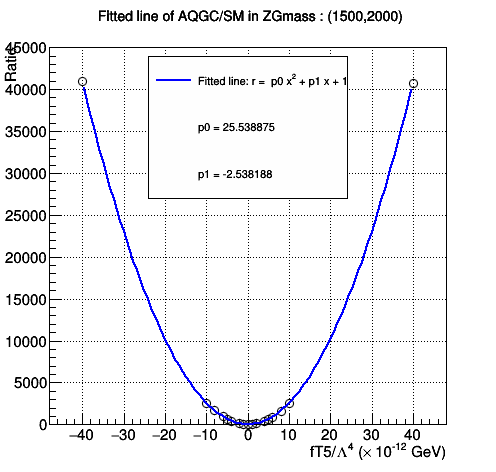 FItted line of AQGC/SM in ZGmass : (1500,2000)
Ratio
45000
40000
35000
30000
25000
20000
15000
10000
5000
0
Fitted line: r = p0 x² + p1 x + 1
p0 = 25.538875
p1 = -2.538188
−40 −30 −20 −10 0 10 20 30 40
fT5/Λ⁴ (× 10⁻¹² GeV)